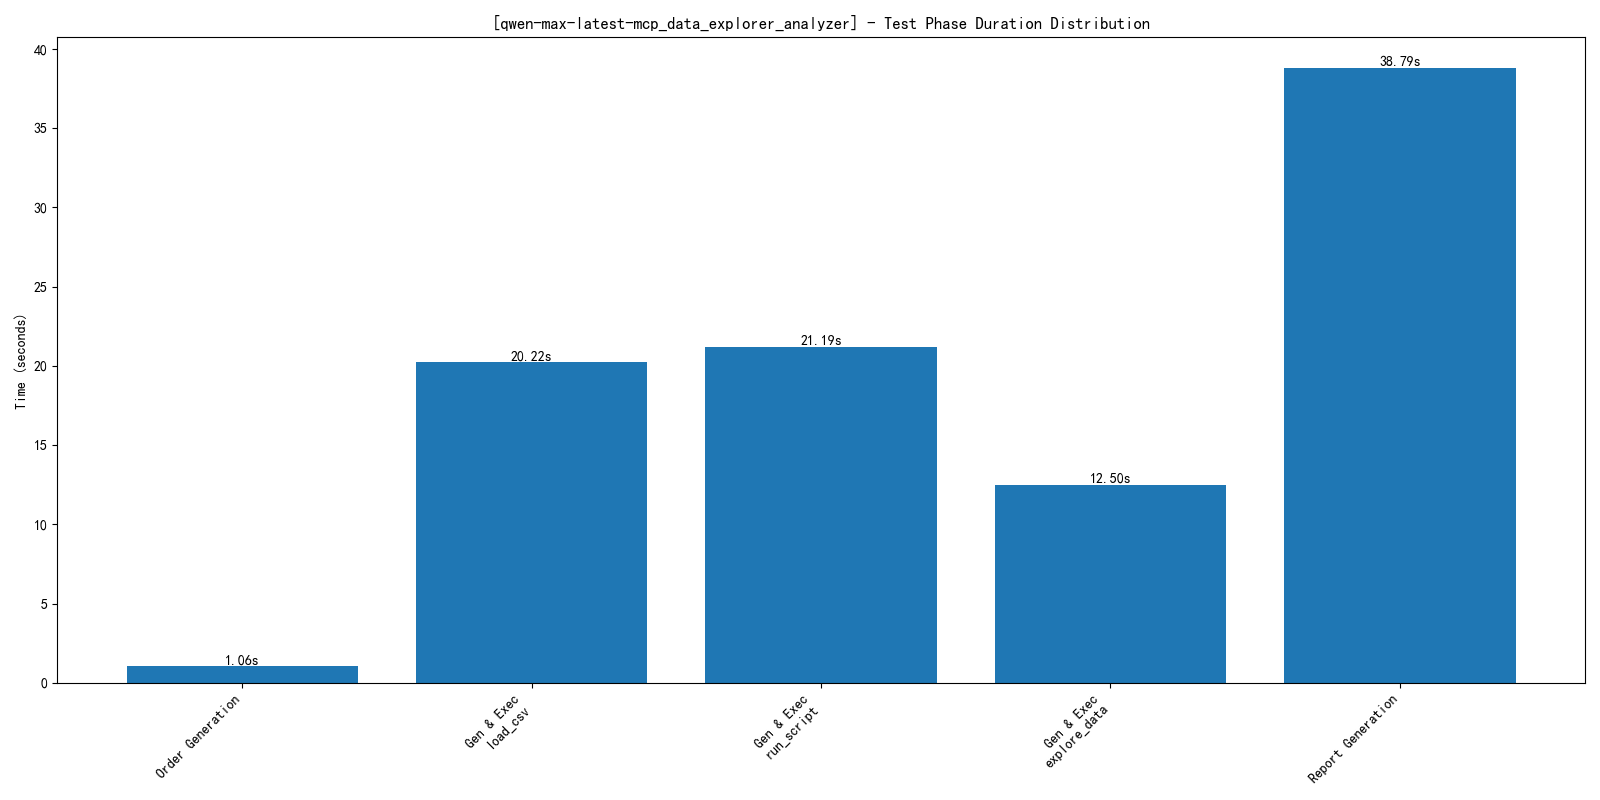 [qwen-max-latest-mcp_data_explorer_analyzer] - Test Phase Duration Distribution
Time (seconds)
40
35
30
25
20
15
10
5
0
1.06s
20.22s
21.19s
12.50s
38.79s
Order Generation
Gen & Exec
load_csv
Gen & Exec
run_script
Gen & Exec
explore_data
Report Generation